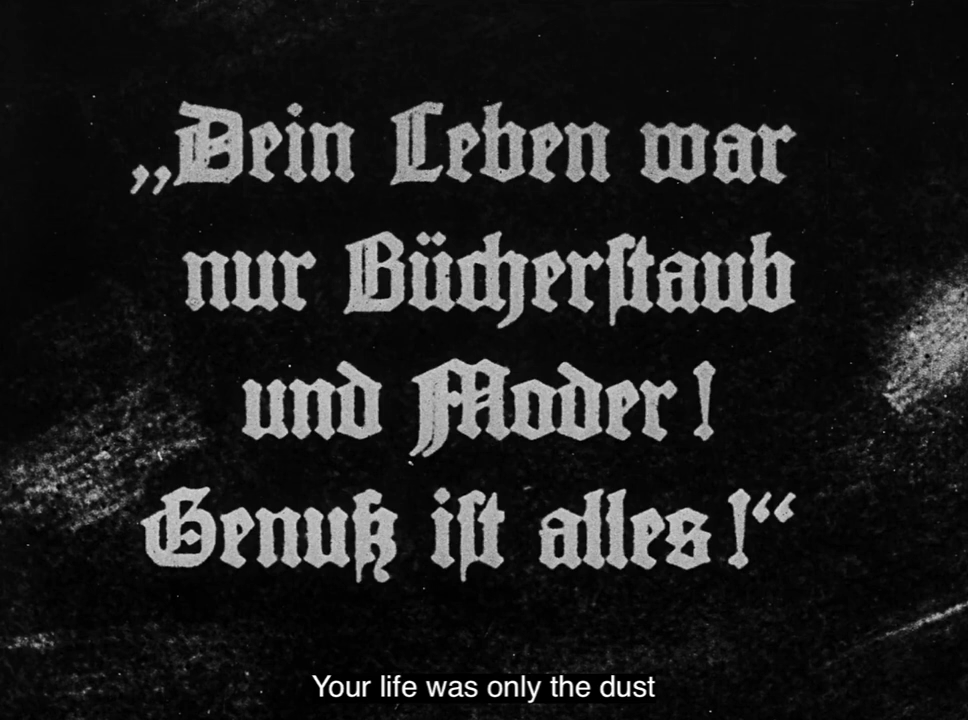 „Dein Leben war
nur Bücherſtaub
und Moder!
Genuß iſt alles!“
Your life was only the dust